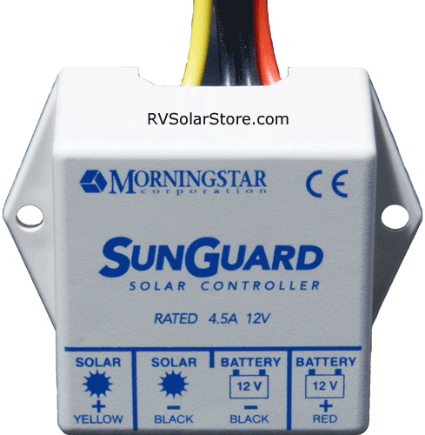 RVSolarStore.com
MORNINGSTAR
corporation
CE
SUNGUARD
SOLAR CONTROLLER
RATED 4.5A 12V
SOLAR SOLAR BATTERY BATTERY
12 V 12 V
+ − − +
YELLOW BLACK BLACK RED